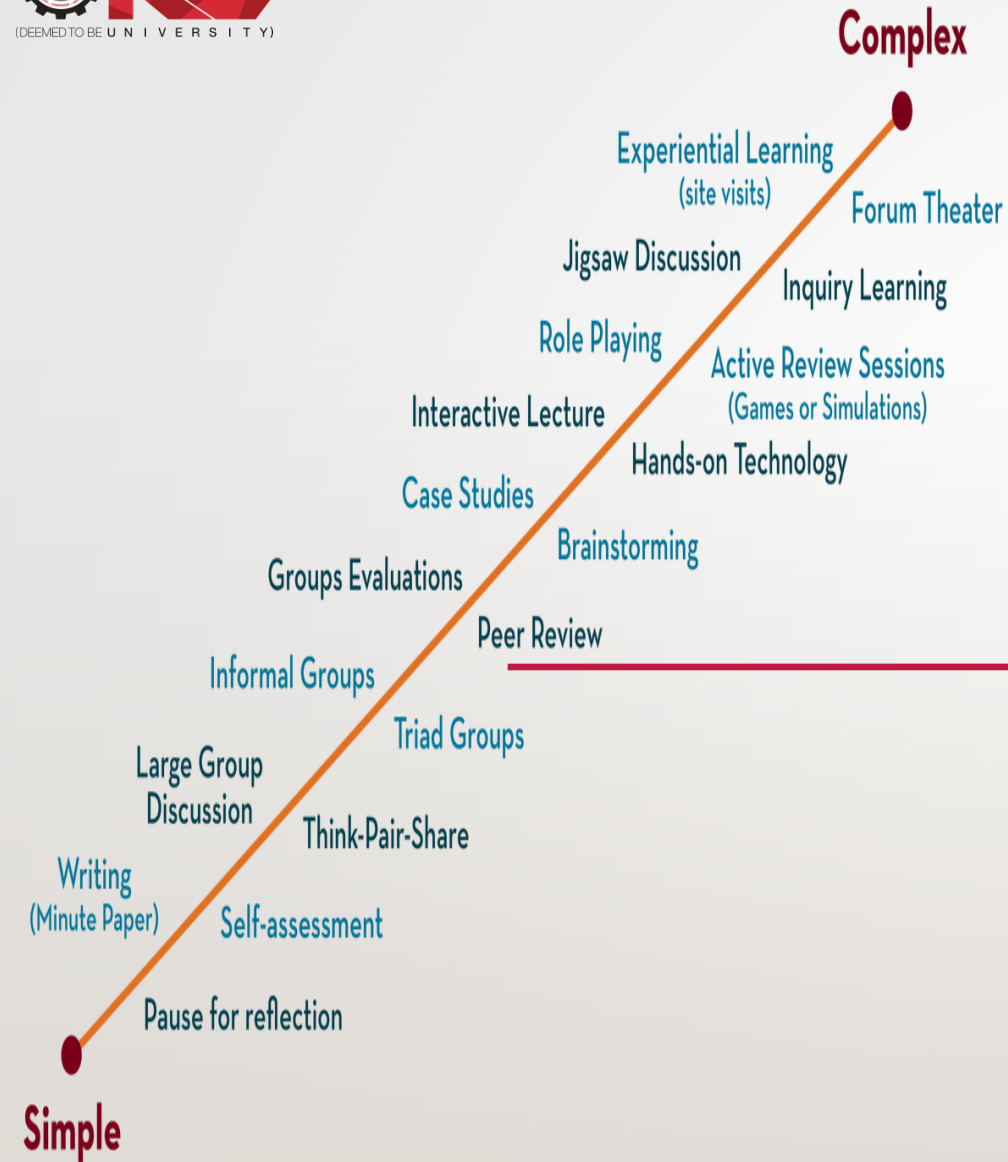 (DEEMED TO BE UNIVERSITY)
Complex
Experiential Learning
(site visits)
Forum Theater
Jigsaw Discussion
Inquiry Learning
Role Playing
Active Review Sessions
(Games or Simulations)
Interactive Lecture
Hands-on Technology
Case Studies
Brainstorming
Groups Evaluations
Peer Review
Informal Groups
Triad Groups
Large Group
Discussion
Think-Pair-Share
Writing
(Minute Paper)
Self-assessment
Pause for reflection
Simple